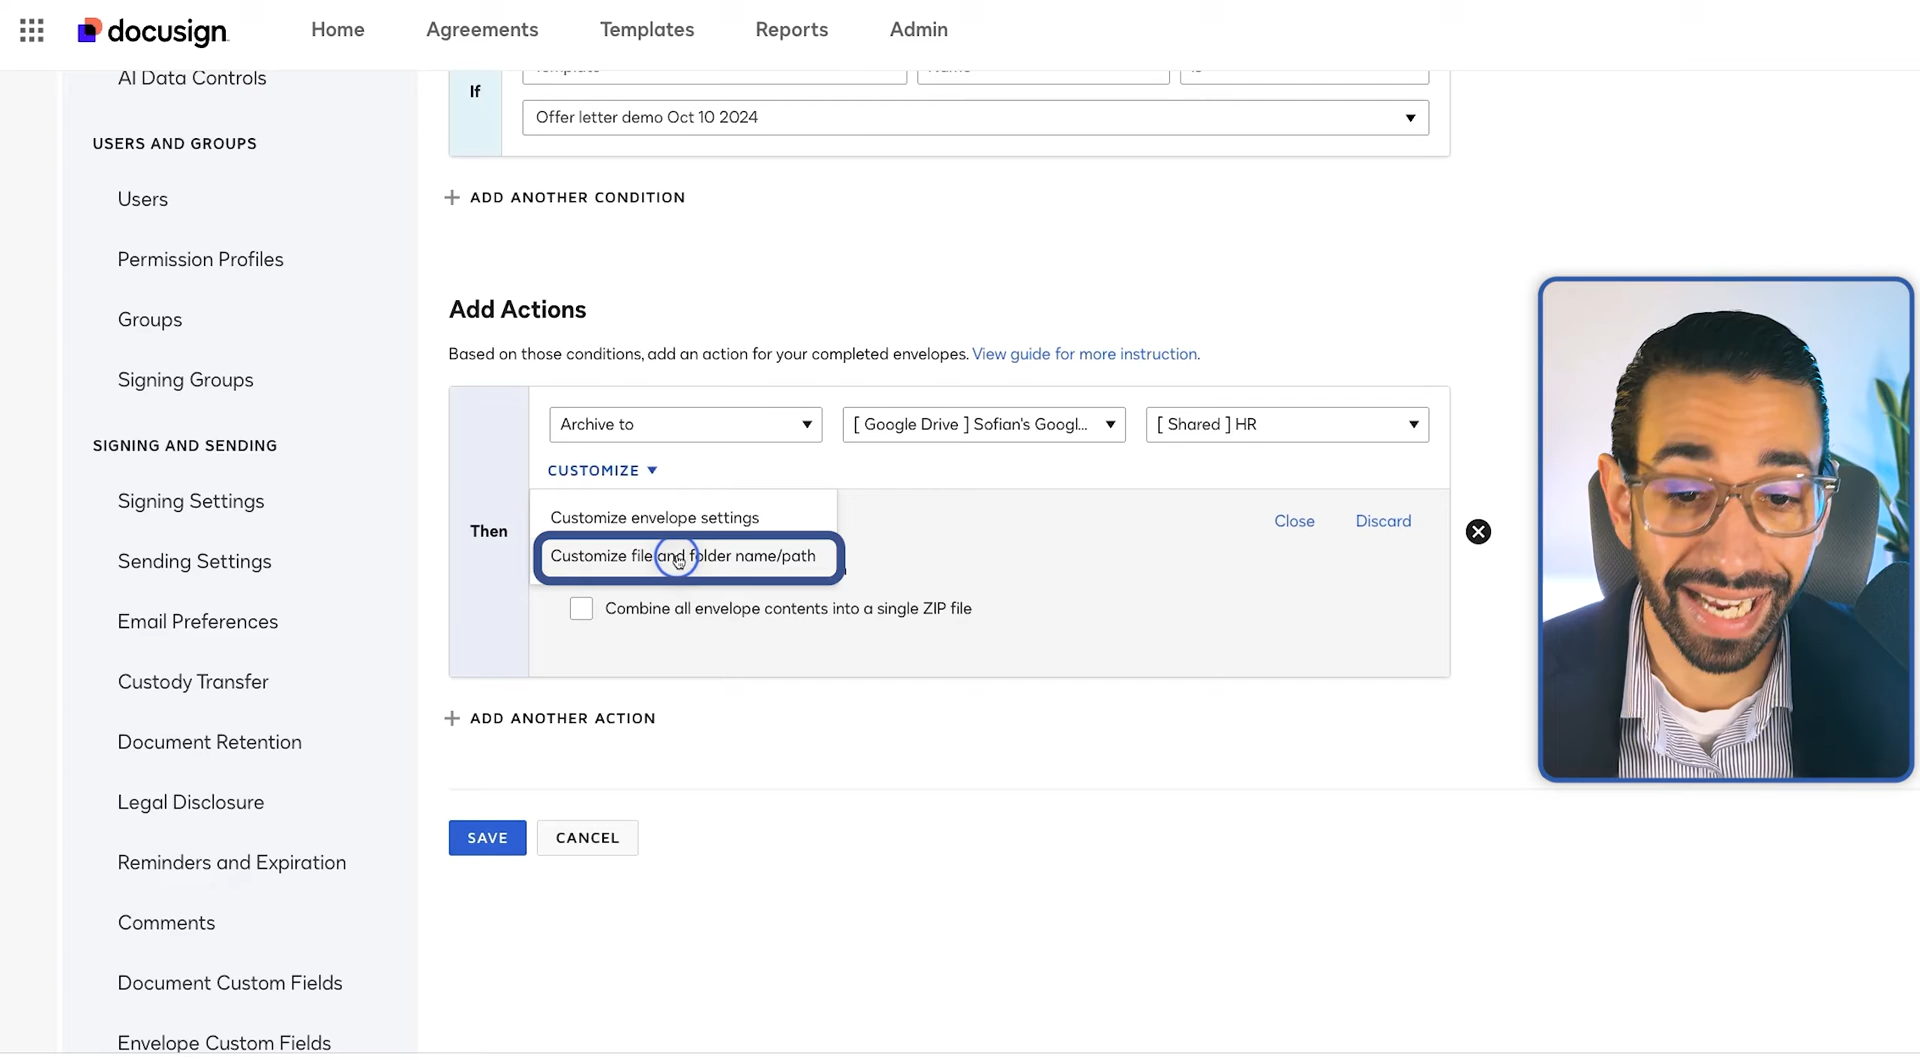 docusign
Home
Agreements
Templates
Reports
Admin
AI Data Controls
USERS AND GROUPS
Users
Permission Profiles
Groups
Signing Groups
SIGNING AND SENDING
Signing Settings
Sending Settings
Email Preferences
Custody Transfer
Document Retention
Legal Disclosure
Reminders and Expiration
Comments
Document Custom Fields
Envelope Custom Fields
If
Offer letter demo Oct 10 2024
+ ADD ANOTHER CONDITION
Add Actions
Based on those conditions, add an action for your completed envelopes. View guide for more instruction.
Then
Archive to
[ Google Drive ] Sofian's Googl...
[ Shared ] HR
CUSTOMIZE
Customize envelope settings
Customize file and folder name/path
Close
Discard
Combine all envelope contents into a single ZIP file
+ ADD ANOTHER ACTION
SAVE
CANCEL